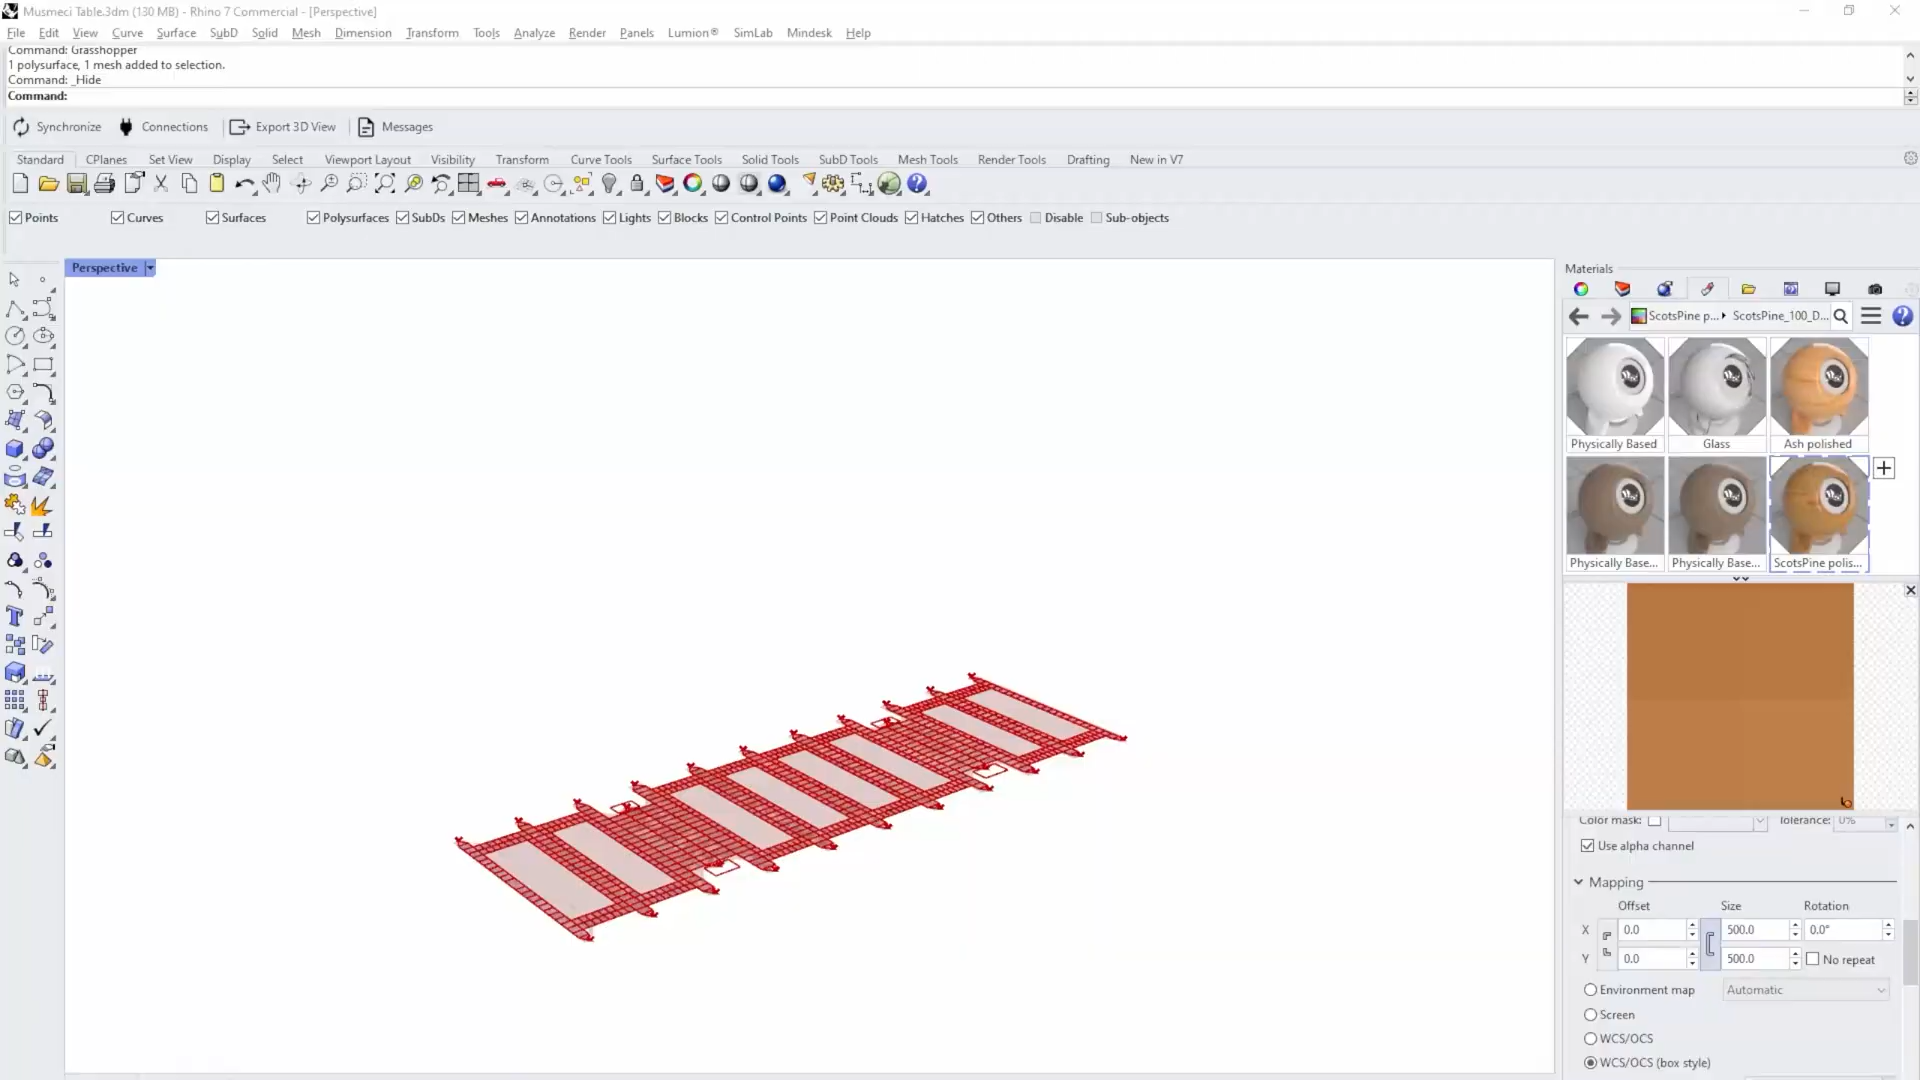 Musmeci Table.3dm (130 MB) - Rhino 7 Commercial - [Perspective]
File Edit View Curve Surface SubD Solid Mesh Dimension Transform Tools Analyze Render Panels Lumion® SimLab Mindesk Help
Command: Grasshopper
1 polysurface, 1 mesh added to selection.
Command: _Hide
Command:
Synchronize Connections Export 3D View Messages
Standard CPlanes Set View Display Select Viewport Layout Visibility Transform Curve Tools Surface Tools Solid Tools SubD Tools Mesh Tools Render Tools Drafting New in V7
Points Curves Surfaces Polysurfaces SubDs Meshes Annotations Lights Blocks Control Points Point Clouds Hatches Others Disable Sub-objects
Perspective
Materials
ScotsPine p... ScotsPine_100_D...
Physically Based Glass Ash polished
Physically Base... Physically Base... ScotsPine polis...
Color mask: Tolerance: 0%
Use alpha channel
Mapping
Offset Size Rotation
X 0.0 500.0 0.0°
Y 0.0 500.0 No repeat
Environment map Automatic
Screen
WCS/OCS
WCS/OCS (box style)